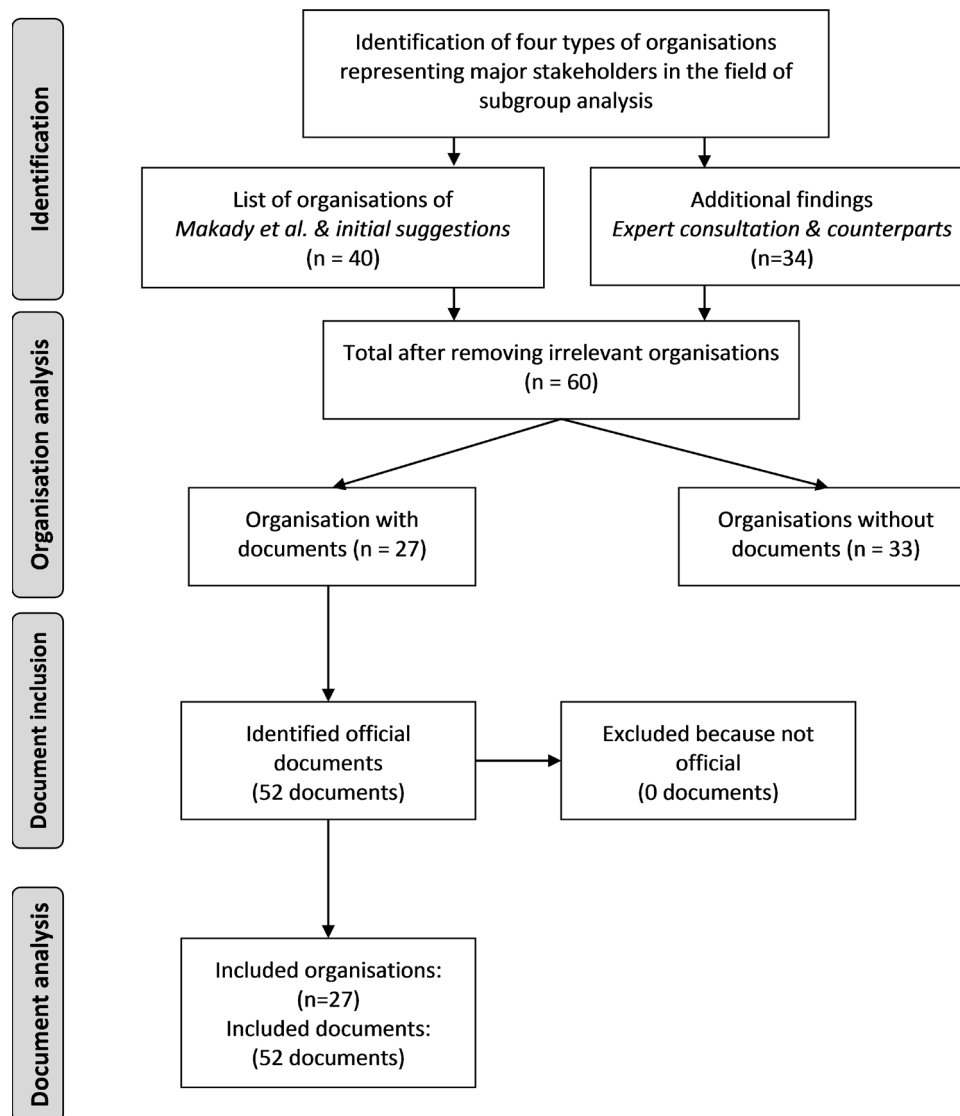 Identification
Identification of four types of organisations
representing major stakeholders in the field of
subgroup analysis
List of organisations of
Makady et al. & initial suggestions
(n = 40)
Additional findings
Expert consultation & counterparts
(n=34)
Organisation analysis
Total after removing irrelevant organisations
(n = 60)
Organisation with
documents (n = 27)
Organisations without
documents (n = 33)
Document inclusion
Identified official
documents
(52 documents)
Excluded because not
official
(0 documents)
Document analysis
Included organisations:
(n=27)
Included documents:
(52 documents)